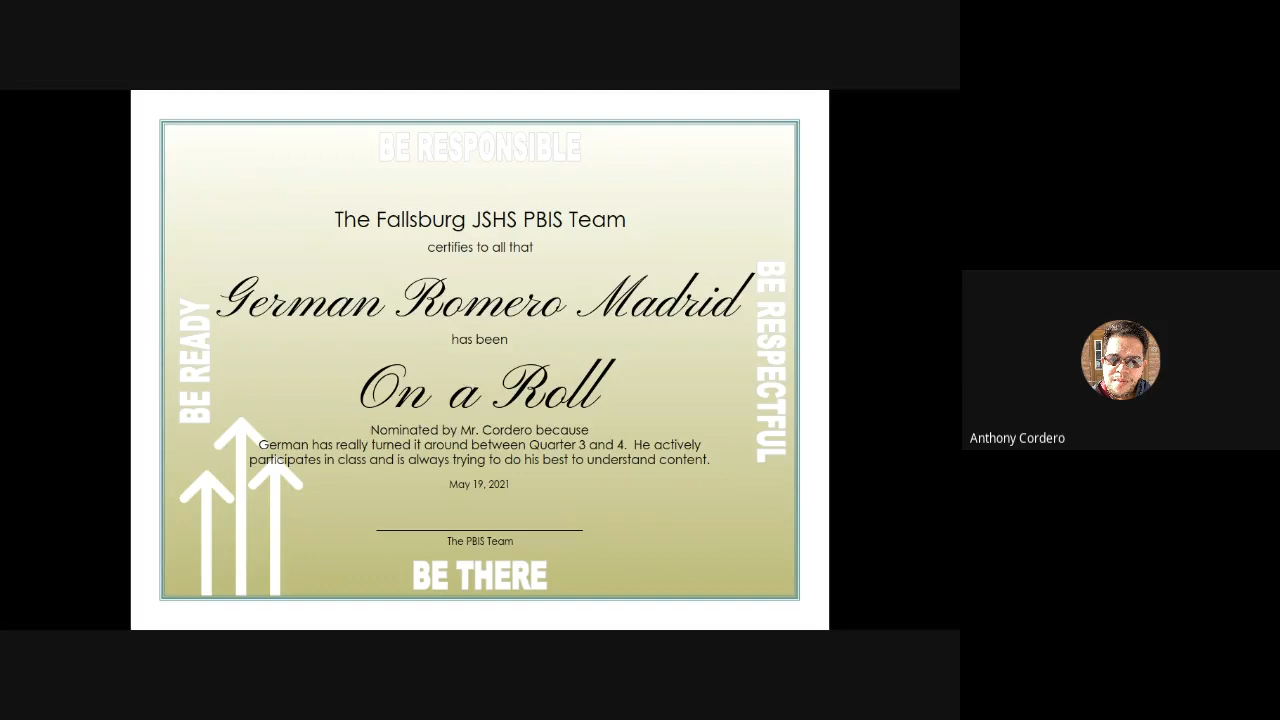 BE RESPONSIBLE
The Fallsburg JSHS PBIS Team
certifies to all that
German Romero Madrid
has been
On a Roll
Nominated by Mr. Cordero because
German has really turned it around between Quarter 3 and 4.  He actively
participates in class and is always trying to do his best to understand content.
May 19, 2021
The PBIS Team
BE THERE
BE READY
BE RESPECTFUL
Anthony Cordero